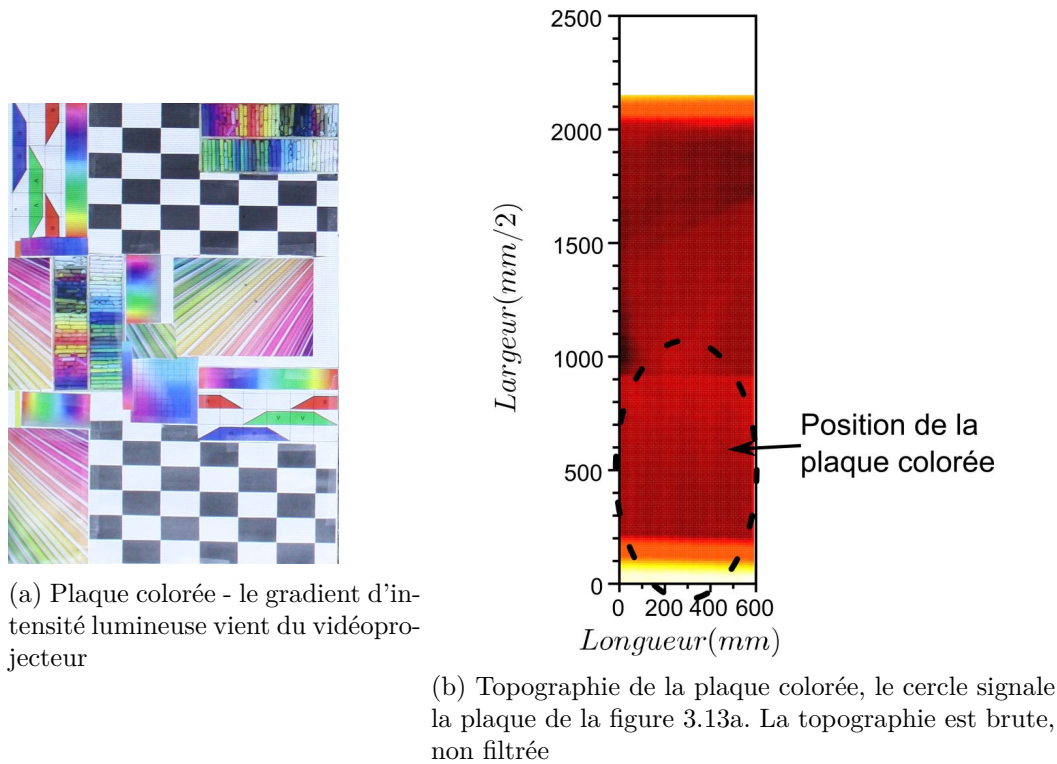 (a) Plaque colorée - le gradient d'in-
tensité lumineuse vient du vidéopro-
jecteur
2500
2000
1500
1000
500
0
Largeur(mm/2)
0 200 400 600
Longueur(mm)
Position de la
plaque colorée
(b) Topographie de la plaque colorée, le cercle signale
la plaque de la figure 3.13a. La topographie est brute,
non filtrée